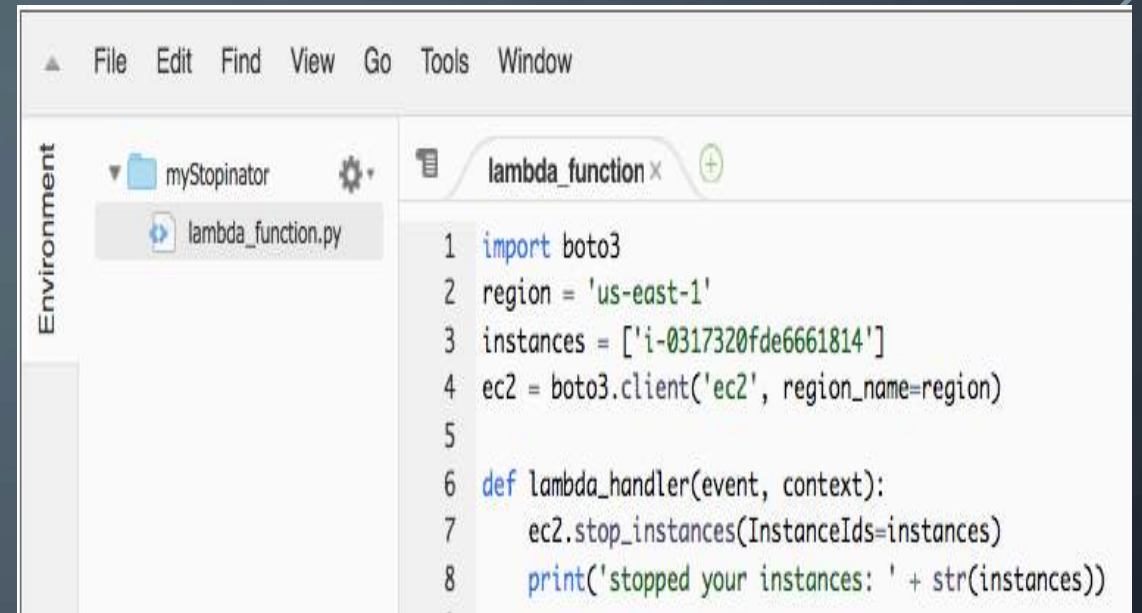 File Edit Find View Go Tools Window
Environment
myStopinator
lambda_function.py
lambda_function ×
1 import boto3
2 region = 'us-east-1'
3 instances = ['i-0317320fde6661814']
4 ec2 = boto3.client('ec2', region_name=region)
5
6 def lambda_handler(event, context):
7 ec2.stop_instances(InstanceIds=instances)
8 print('stopped your instances: ' + str(instances))